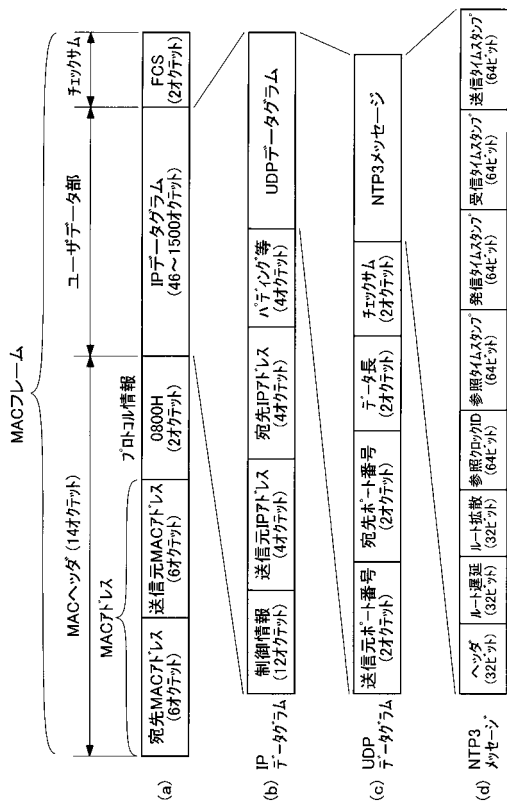 MACフレーム
MACヘッダ(14オクテット)
ユーザデータ部
チェックサム
MACアドレス
プロトコル情報
(a)
宛先MACアドレス
(6オクテット)
送信元MACアドレス
(6オクテット)
0800H
(2オクテット)
IPデータグラム
(46～1500オクテット)
FCS
(2オクテット)
(b)
IP
データグラム
制御情報
(12オクテット)
送信元IPアドレス
(4オクテット)
宛先IPアドレス
(4オクテット)
パディング等
(4オクテット)
UDPデータグラム
(c)
UDP
データグラム
送信元ポート番号
(2オクテット)
宛先ポート番号
(2オクテット)
データ長
(2オクテット)
チェックサム
(2オクテット)
NTP3メッセージ
(d)
NTP3
メッセージ
ヘッダ
(32ビット)
ルート遅延
(32ビット)
ルート拡散
(32ビット)
参照クロックID
(64ビット)
参照タイムスタンプ
(64ビット)
発信タイムスタンプ
(64ビット)
受信タイムスタンプ
(64ビット)
送信タイムスタンプ
(64ビット)